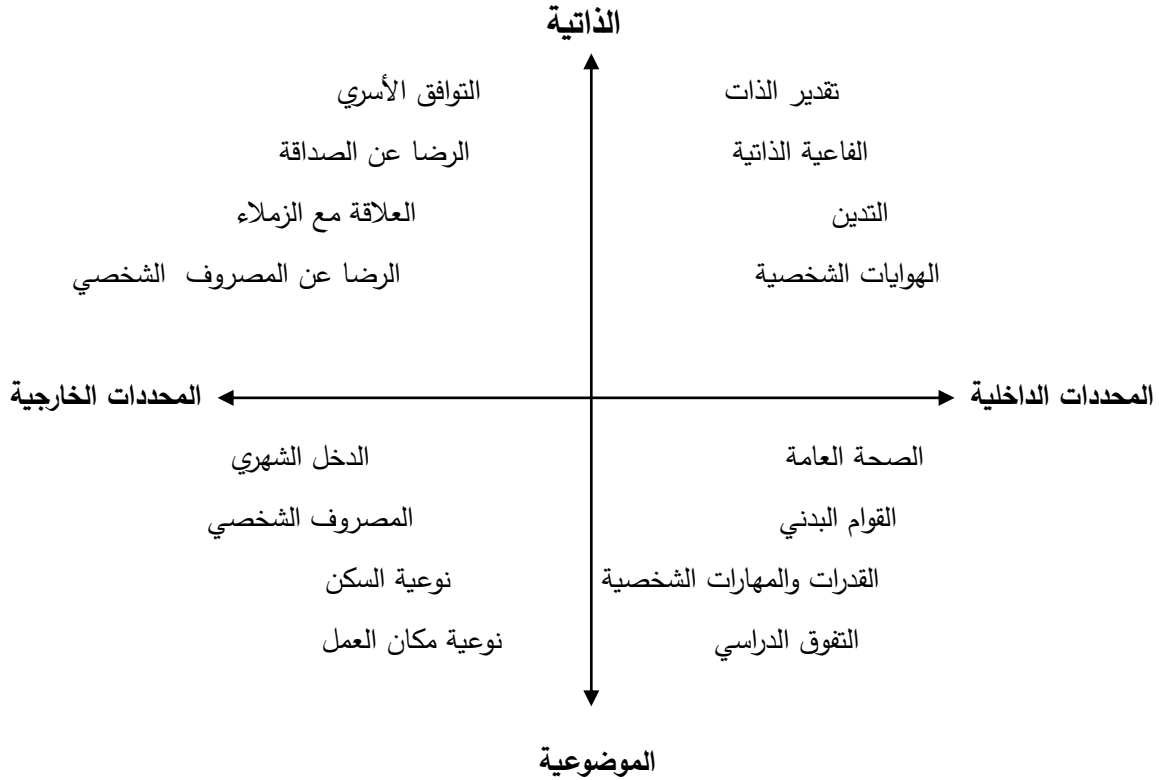 الذاتية
تقدير الذات
التوافق الأسري
الفاعية الذاتية
الرضا عن الصداقة
التدين
العلاقة مع الزملاء
الهوايات الشخصية
الرضا عن المصروف الشخصي
المحددات الداخلية
المحددات الخارجية
الصحة العامة
الدخل الشهري
القوام البدني
المصروف الشخصي
القدرات والمهارات الشخصية
نوعية السكن
التفوق الدراسي
نوعية مكان العمل
الموضوعية